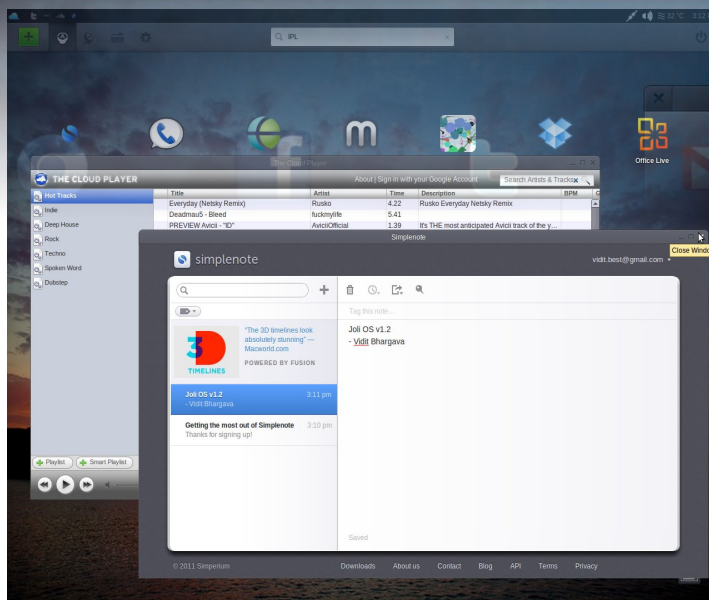 32 °C 3:12
IPL
Office Live
The Cloud Player
THE CLOUD PLAYER
About | Sign in with your Google Account
Search Artists & Tracks
Hot Tracks
Indie
Deep House
Rock
Techno
Spoken Word
Dubstep
Title Artist Time Description BPM
Everyday (Netsky Remix) Rusko 4.22 Rusko Everyday Netsky Remix
Deadmau5 - Bleed fuckmylife 5.41
PREVIEW Avicii - "ID" AviciiOfficial 1.39 It's THE most anticipated Avicii track of the y...
Playlist
Smart Playlist
Simplenote
Close Windo
simplenote
vidit.best@gmail.com
Tag this note...
3D
TIMELINES
"The 3D timelines look
absolutely stunning" —
Macworld.com
POWERED BY FUSION
Joli OS v1.2 3:11 pm
- Vidit Bhargava
Getting the most out of Simplenote 3:10 pm
Thanks for signing up!
Joli OS v1.2
- Vidit Bhargava
Saved
© 2011 Simperium
Downloads About us Contact Blog API Terms Privacy